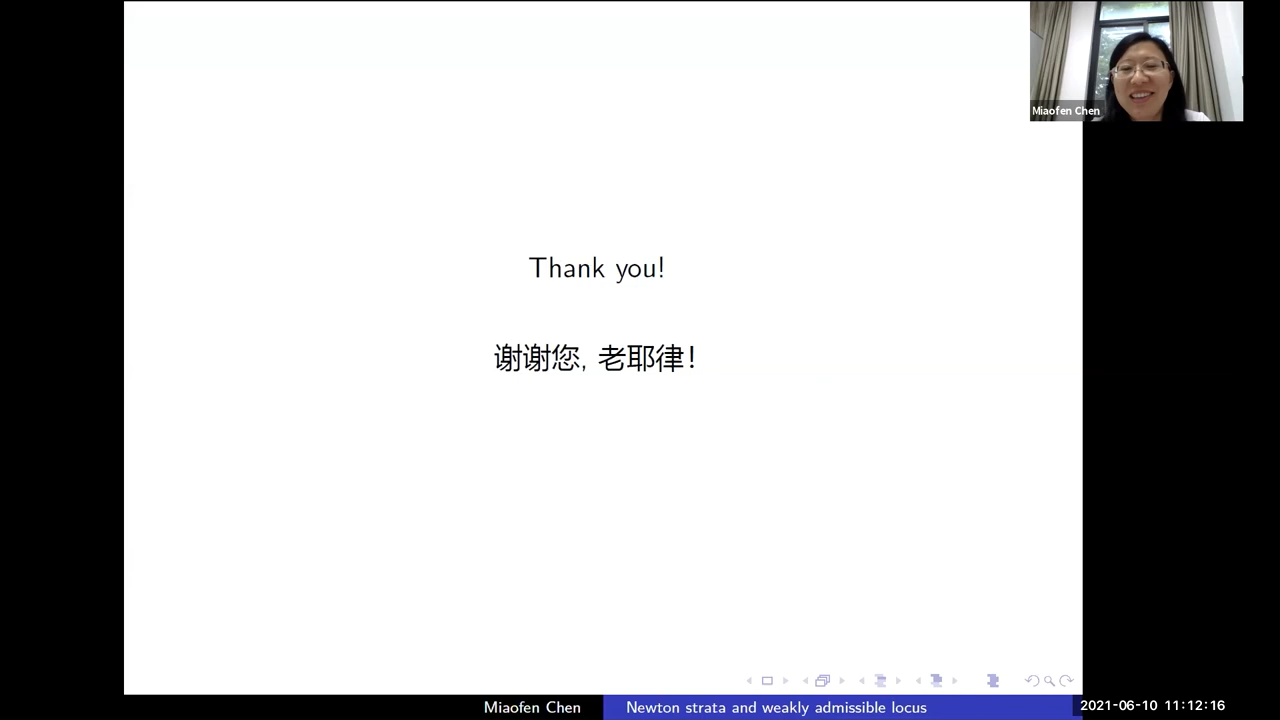 Miaofen Chen
Thank you!
谢谢您, 老耶律!
Miaofen Chen
Newton strata and weakly admissible locus
2021-06-10 11:12:16